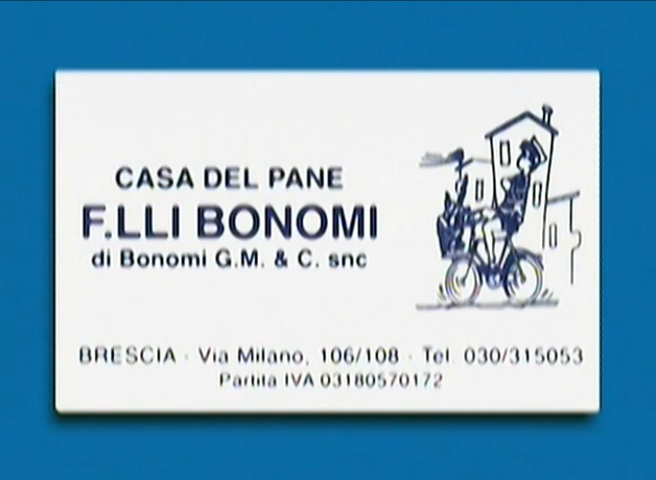 CASA DEL PANE
F.LLI BONOMI
di Bonomi G.M. & C. snc
BRESCIA - Via Milano, 106/108 - Tel. 030/315053
Partita IVA 03180570172